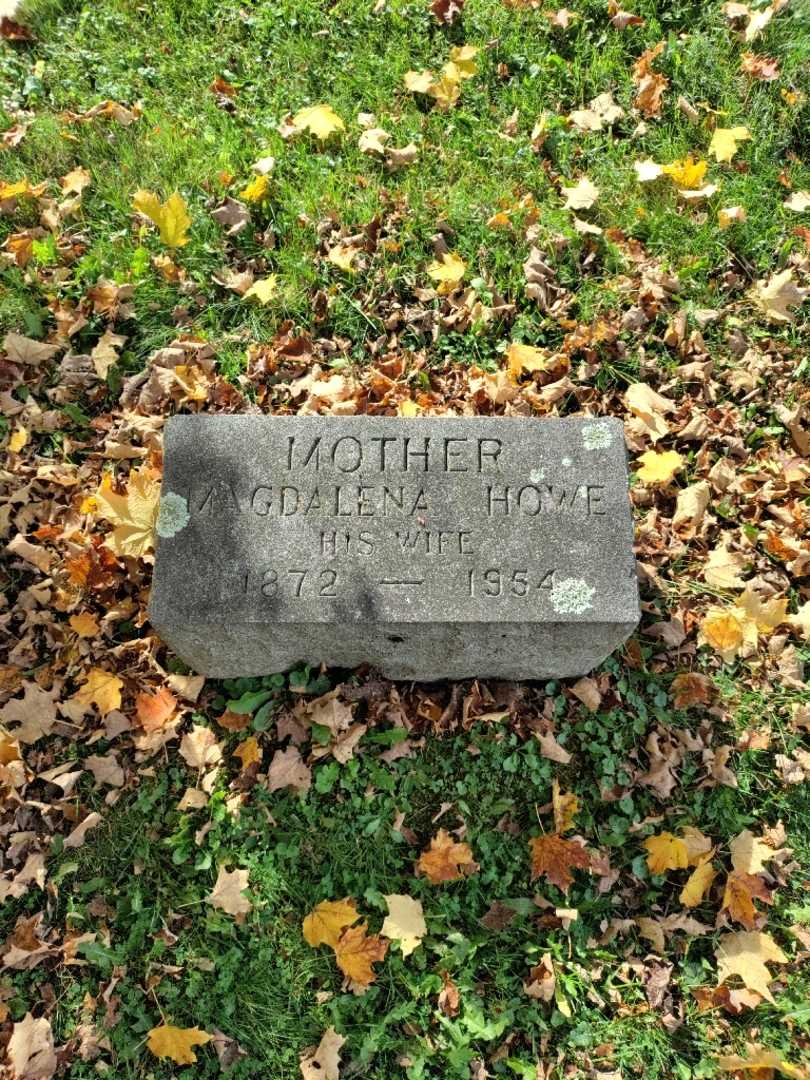 MOTHER
MAGDALENA HOWE
HIS WIFE
1872 — 1954